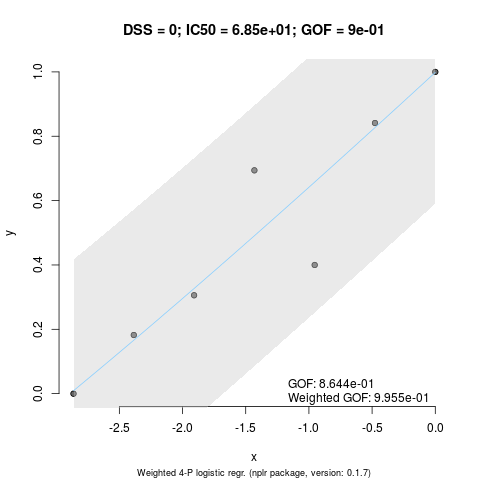 DSS = 0; IC50 = 6.85e+01; GOF = 9e-01
y
1.0
0.8
0.6
0.4
0.2
0.0
GOF: 8.644e-01
Weighted GOF: 9.955e-01
-2.5 -2.0 -1.5 -1.0 -0.5 0.0
x
Weighted 4-P logistic regr. (nplr package, version: 0.1.7)